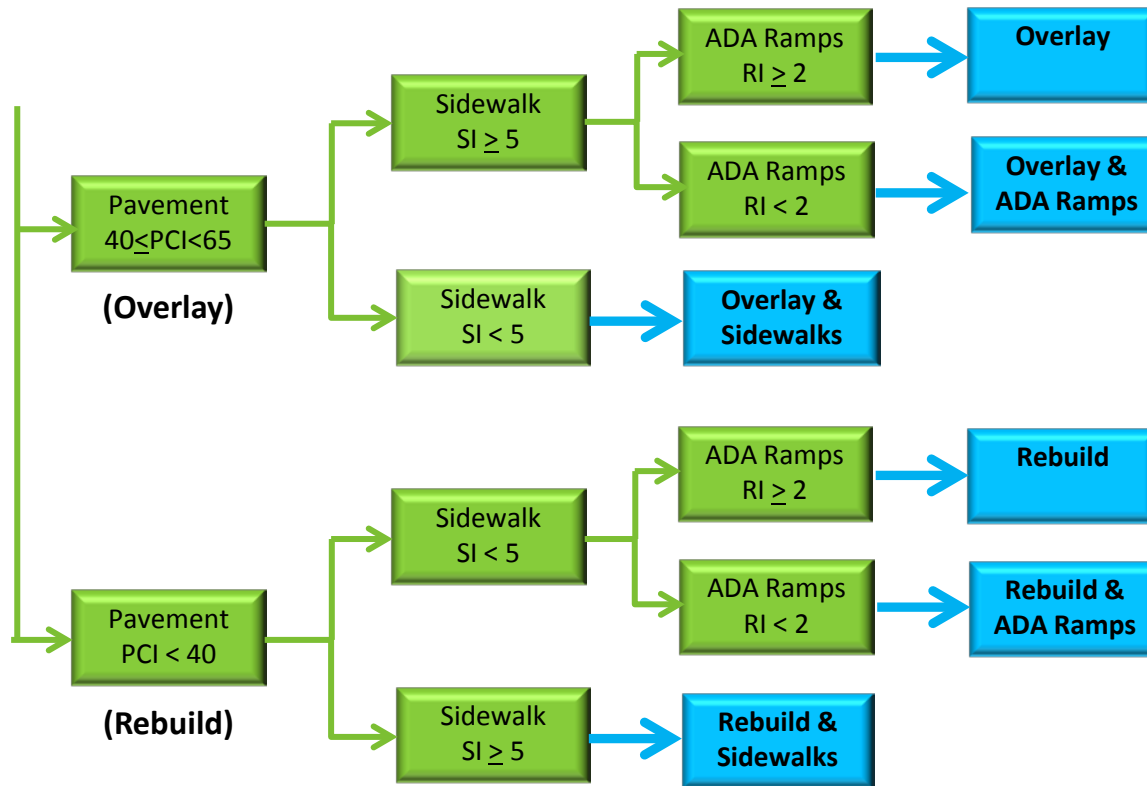 ADA Ramps
RI ≥ 2
Overlay
Sidewalk
SI ≥ 5
ADA Ramps
RI < 2
Overlay &
ADA Ramps
Pavement
40≤PCI<65
(Overlay)
Sidewalk
SI < 5
Overlay &
Sidewalks
ADA Ramps
RI ≥ 2
Rebuild
Sidewalk
SI < 5
ADA Ramps
RI < 2
Rebuild &
ADA Ramps
Pavement
PCI < 40
(Rebuild)
Sidewalk
SI ≥ 5
Rebuild &
Sidewalks